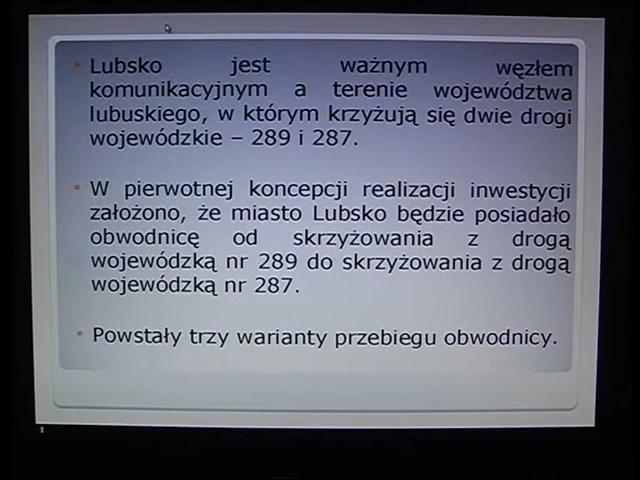 Lubsko jest ważnym węzłem
komunikacyjnym a terenie województwa
lubuskiego, w którym krzyżują się dwie drogi
wojewódzkie – 289 i 287.
W pierwotnej koncepcji realizacji inwestycji
założono, że miasto Lubsko będzie posiadało
obwodnicę od skrzyżowania z drogą
wojewódzką nr 289 do skrzyżowania z drogą
wojewódzką nr 287.
Powstały trzy warianty przebiegu obwodnicy.